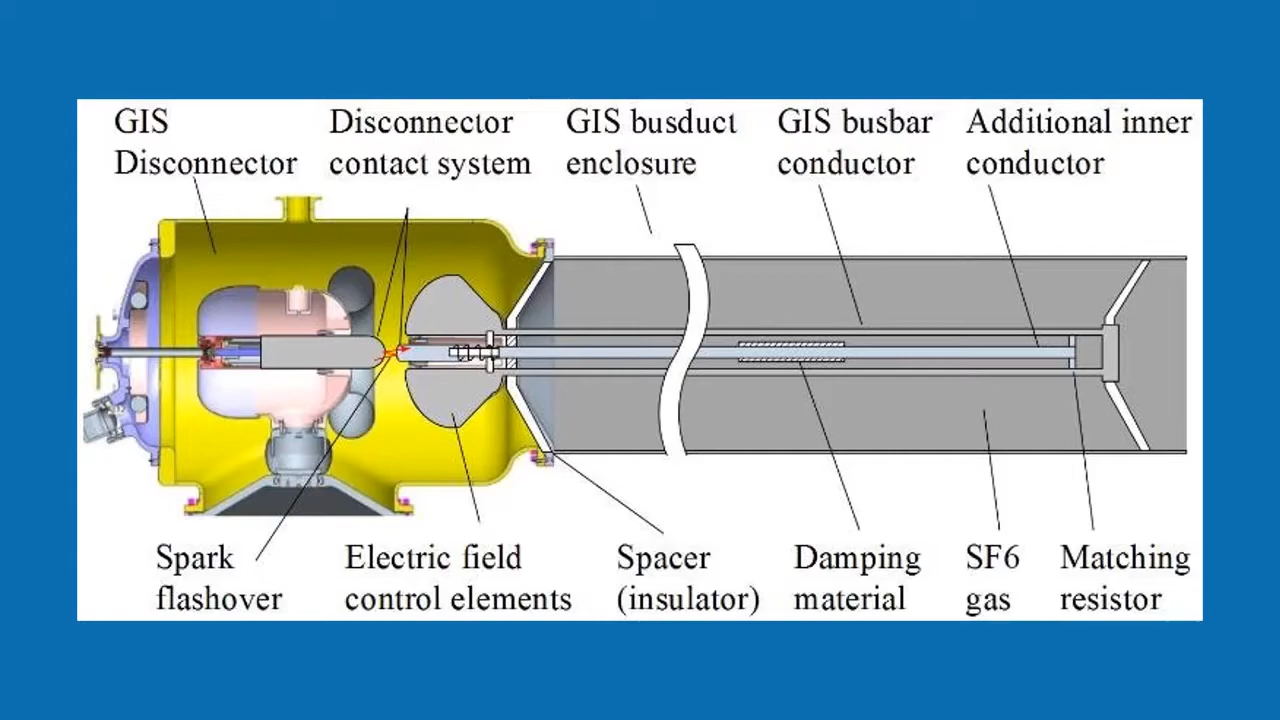 GIS
Disconnector
Disconnector
contact system
GIS busduct
enclosure
GIS busbar
conductor
Additional inner
conductor
Spark
flashover
Electric field
control elements
Spacer
(insulator)
Damping
material
SF6
gas
Matching
resistor